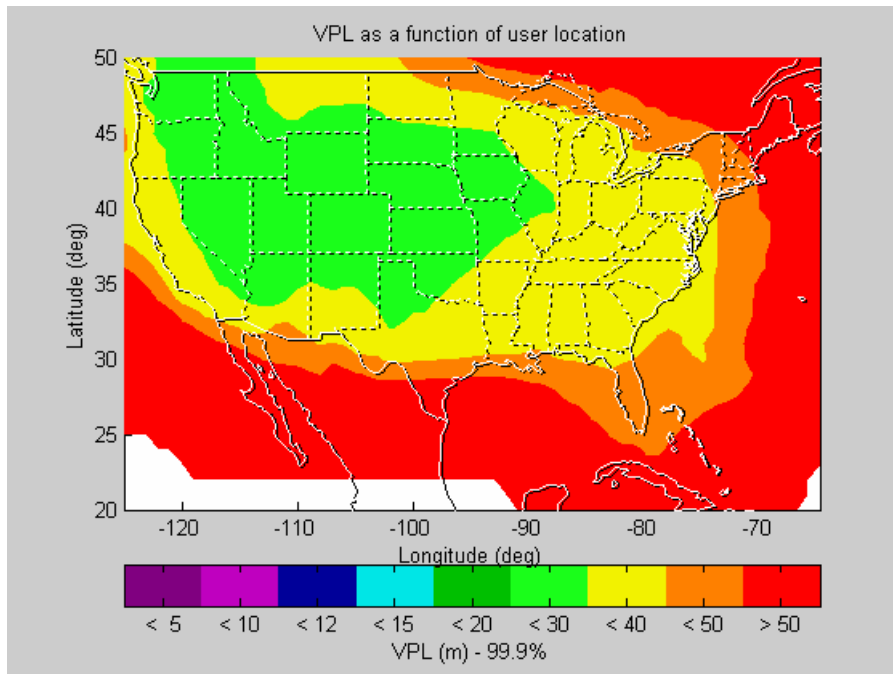 VPL as a function of user location
50
45
40
35
30
25
20
Latitude (deg)
-120 -110 -100 -90 -80 -70
Longitude (deg)
< 5 < 10 < 12 < 15 < 20 < 30 < 40 < 50 > 50
VPL (m) - 99.9%